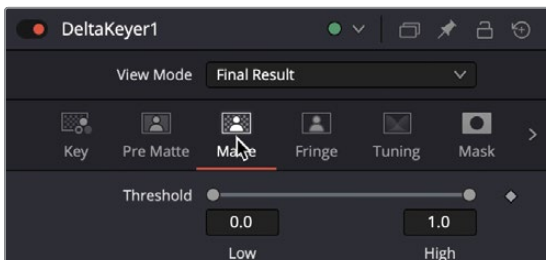 DeltaKeyer1
View Mode Final Result
Key Pre Matte Matte Fringe Tuning Mask
Threshold
0.0 1.0
Low High